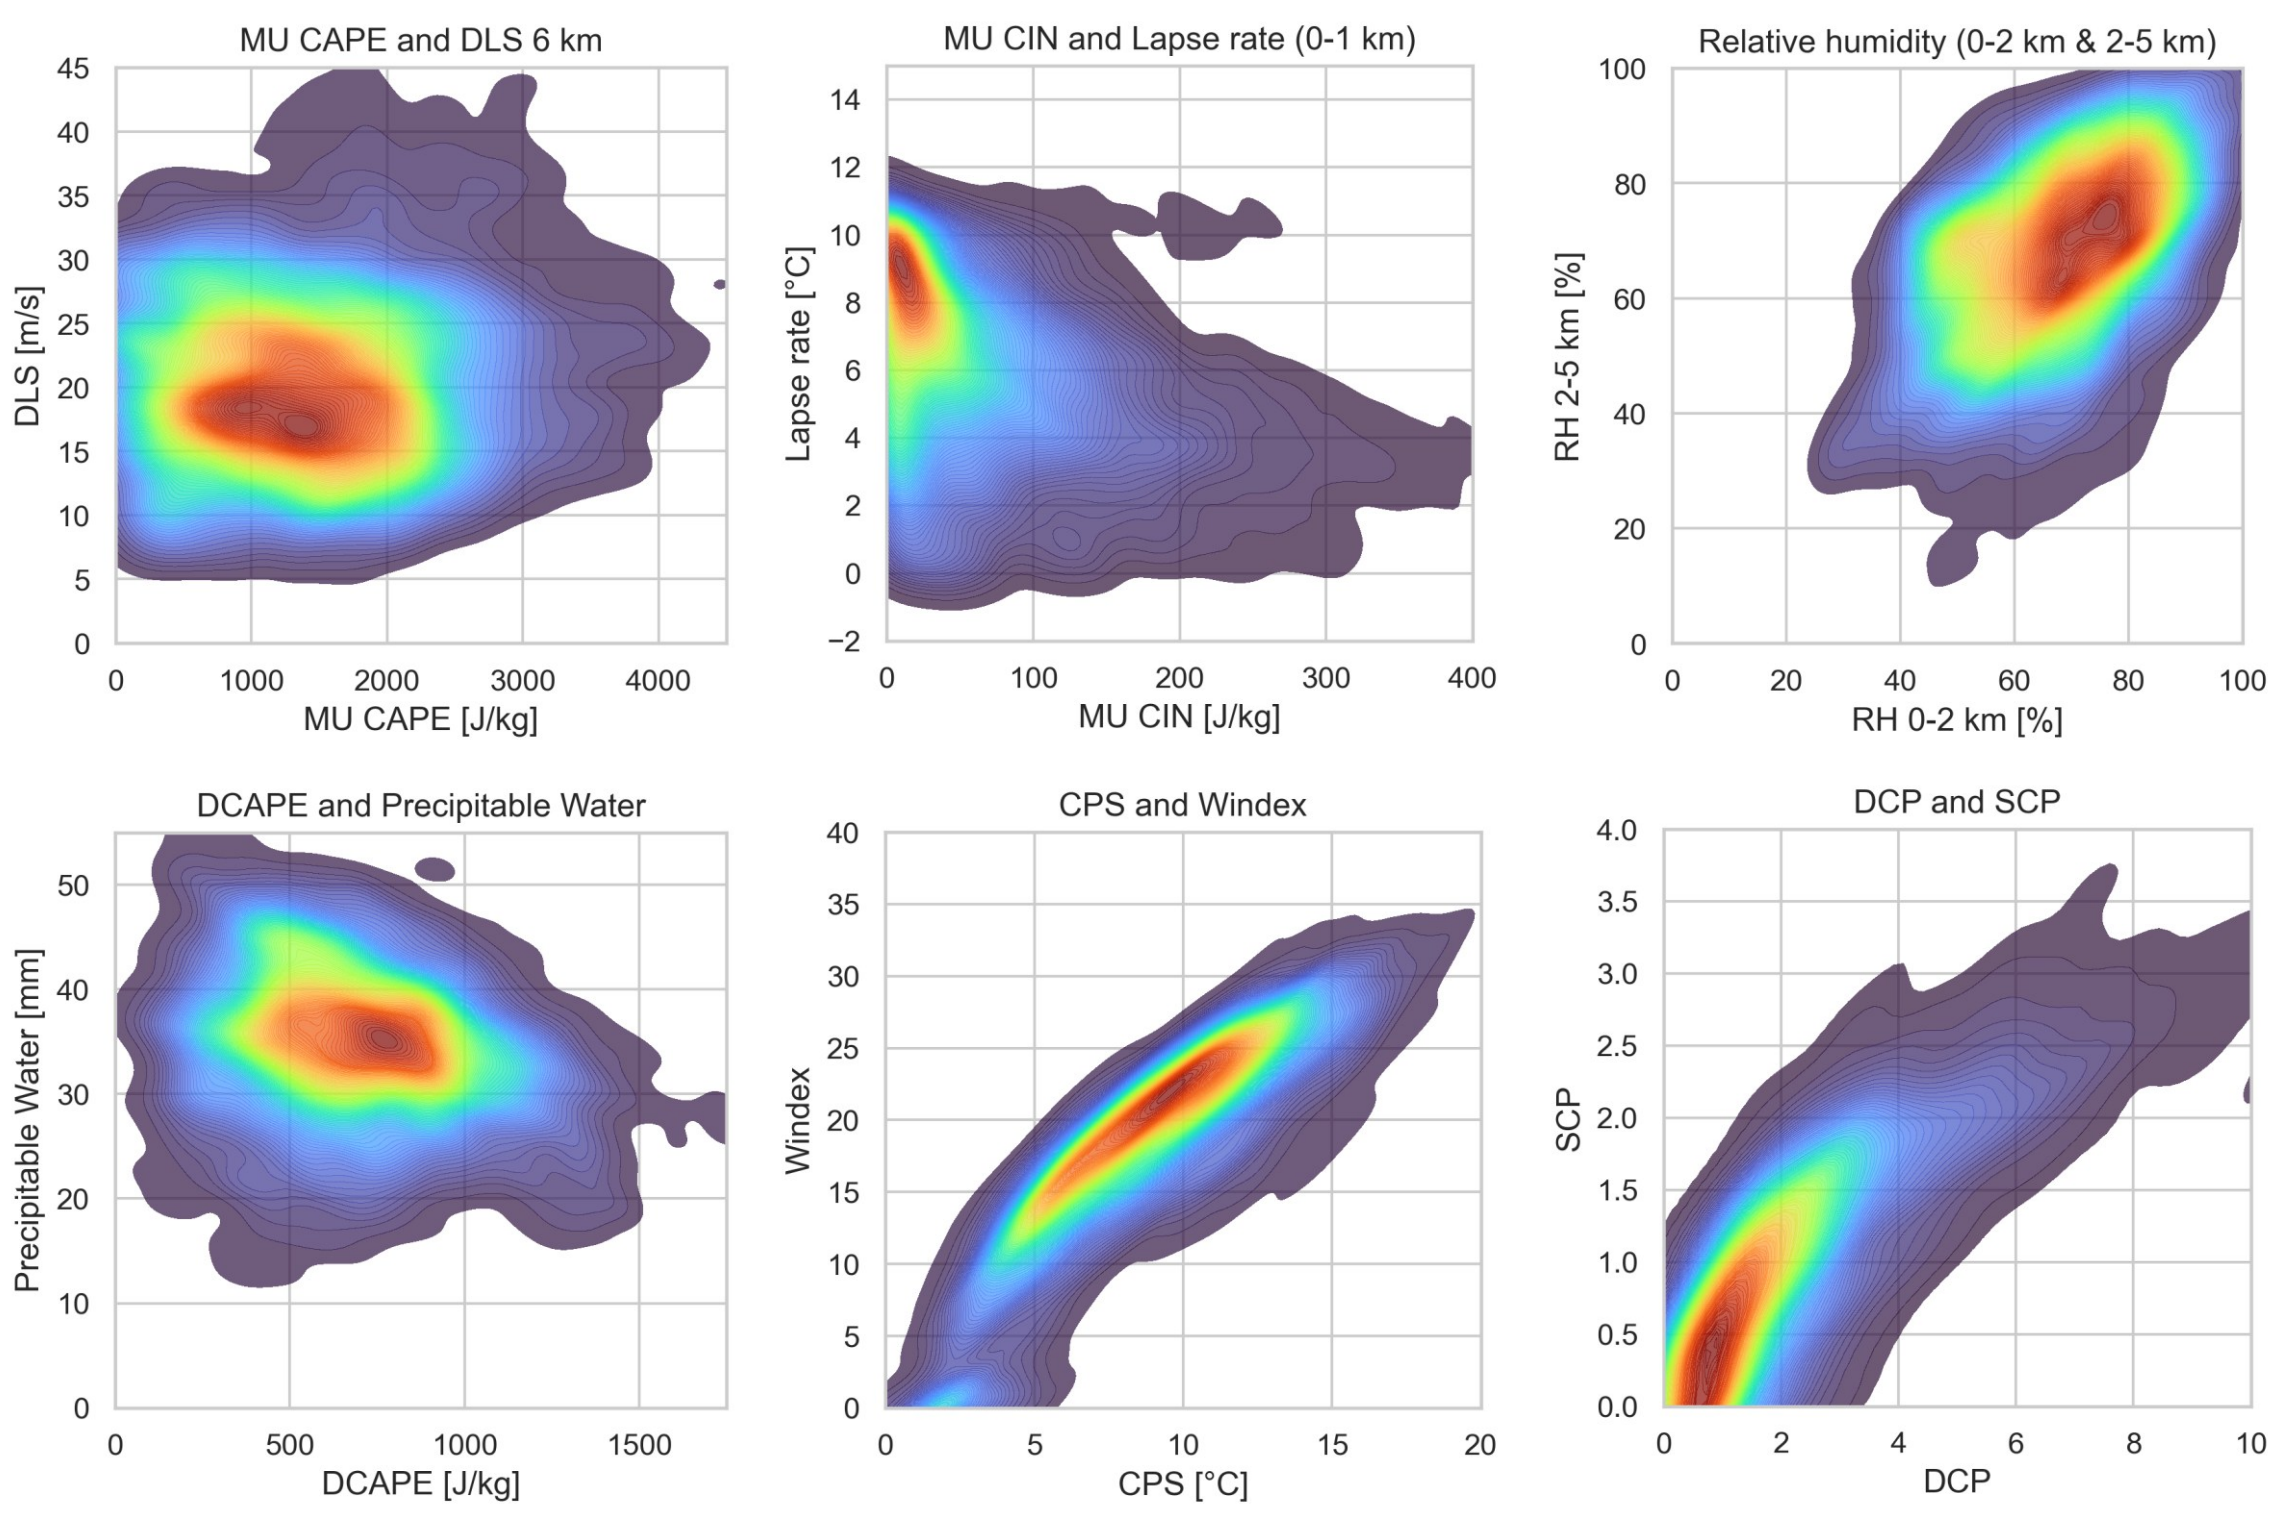 MU CAPE and DLS 6 km
45
40
35
30
25
20
15
10
5
0
DLS [m/s]
0 1000 2000 3000 4000
MU CAPE [J/kg]
MU CIN and Lapse rate (0-1 km)
14
12
10
8
6
4
2
0
−2
Lapse rate [°C]
0 100 200 300 400
MU CIN [J/kg]
Relative humidity (0-2 km & 2-5 km)
100
80
60
40
20
0
RH 2-5 km [%]
0 20 40 60 80 100
RH 0-2 km [%]
DCAPE and Precipitable Water
50
40
30
20
10
0
Precipitable Water [mm]
0 500 1000 1500
DCAPE [J/kg]
CPS and Windex
40
35
30
25
20
15
10
5
0
Windex
0 5 10 15 20
CPS [°C]
DCP and SCP
4.0
3.5
3.0
2.5
2.0
1.5
1.0
0.5
0.0
SCP
0 2 4 6 8 10
DCP